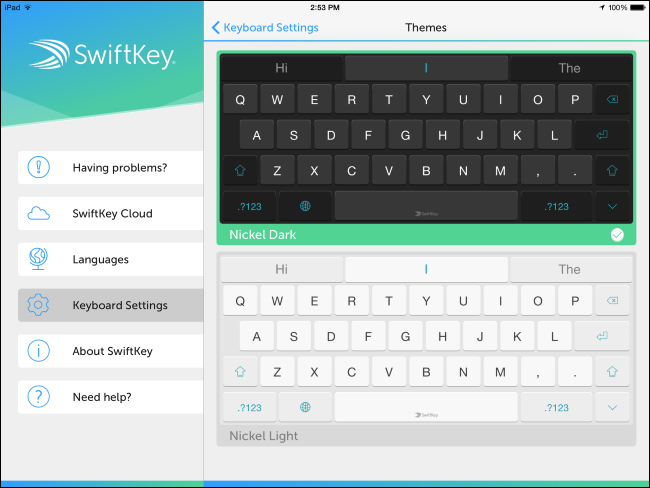 iPad 2:53 PM 100%
SwiftKey
Keyboard Settings Themes
Having problems?
SwiftKey Cloud
Languages
Keyboard Settings
About SwiftKey
Need help?
Hi I The
Q W E R T Y U I O P
A S D F G H J K L
Z X C V B N M , .
.?123 SwiftKey .?123
Nickel Dark
Hi I The
Q W E R T Y U I O P
A S D F G H J K L
Z X C V B N M , .
.?123 SwiftKey .?123
Nickel Light